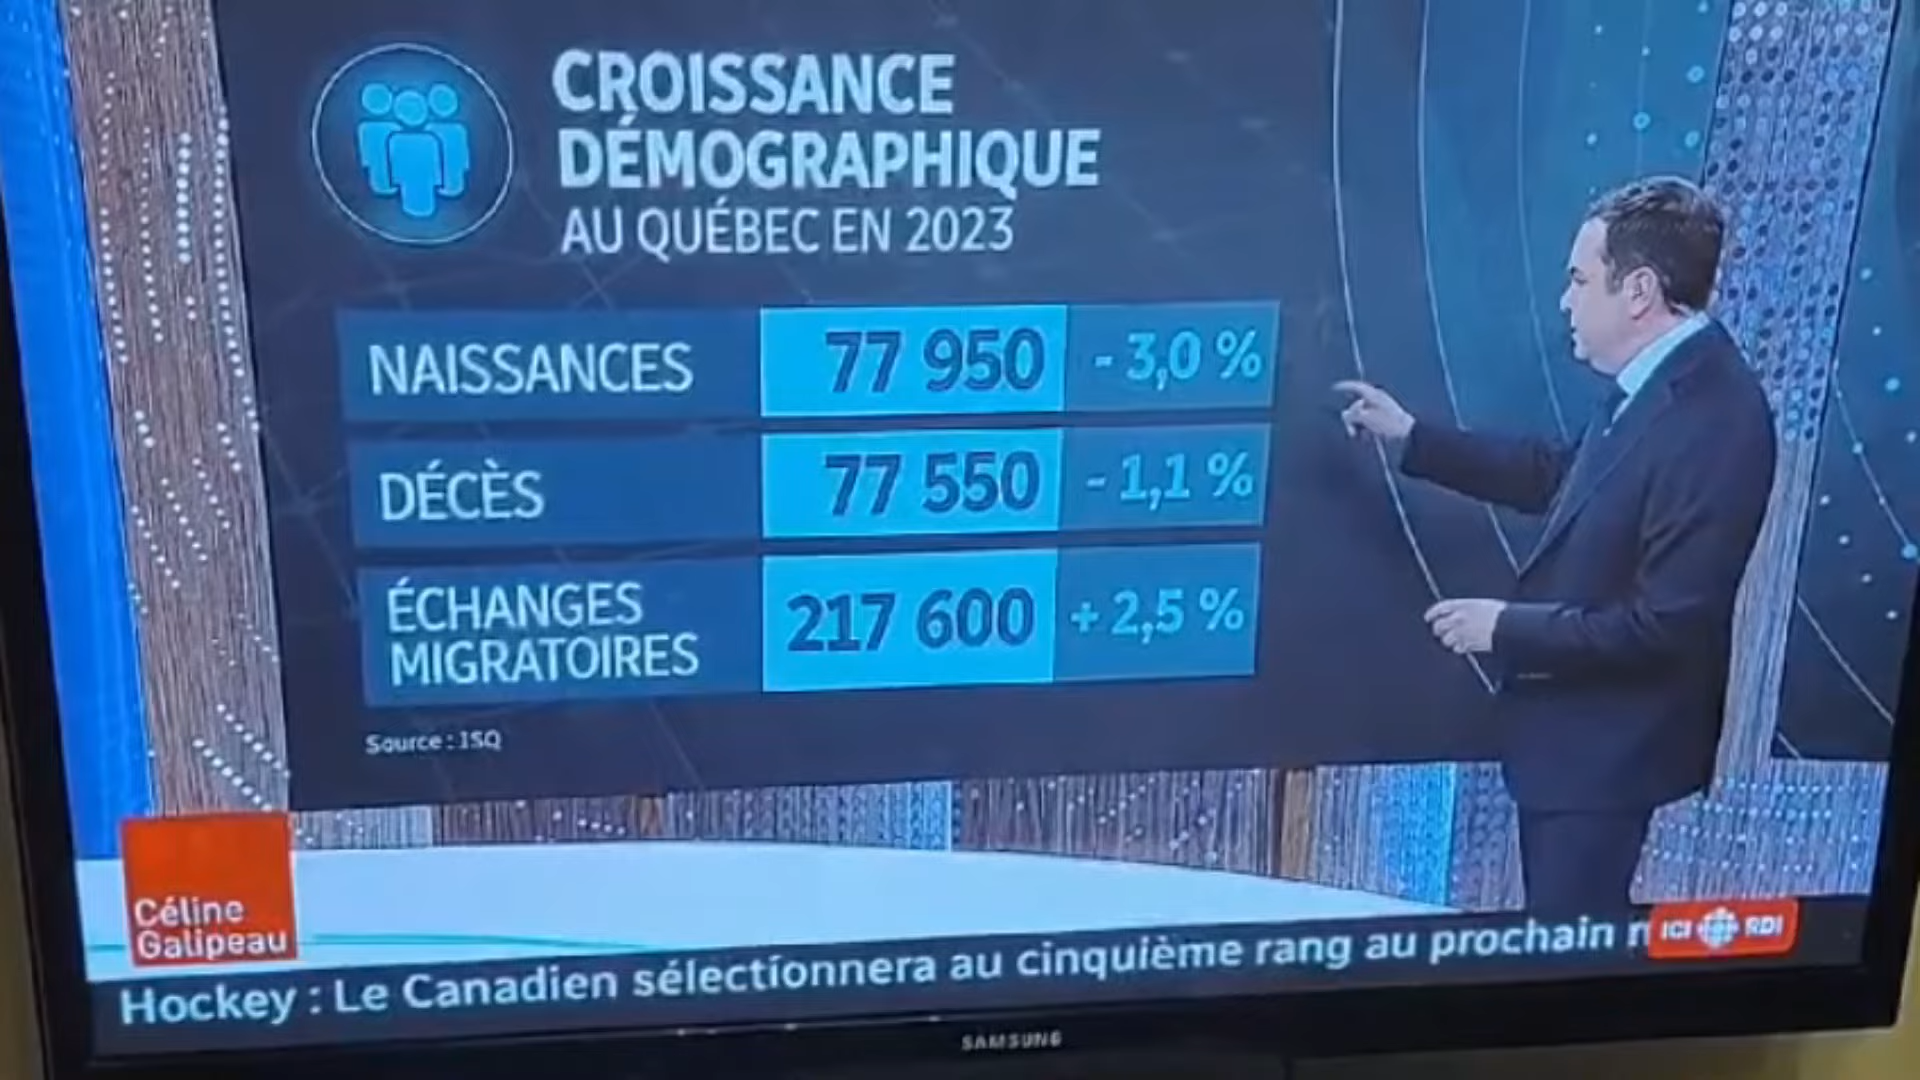 CROISSANCE
DÉMOGRAPHIQUE
AU QUÉBEC EN 2023
NAISSANCES 77 950 - 3,0 %
DÉCÈS 77 550 - 1,1 %
ÉCHANGES
MIGRATOIRES 217 600 + 2,5 %
Source : ISQ
Céline
Galipeau
Hockey : Le Canadien sélectionnera au cinquième rang au prochain
ICI RDI
SAMSUNG